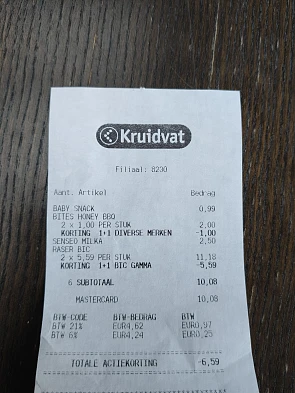 Kruidvat
Filiaal: 8200
Aant. Artikel Bedrag
BABY SNACK 0,99
BITES HONEY BBQ
2 x 1,00 PER STUK 2,00
KORTING 1+1 DIVERSE MERKEN -1,00
SENSEO MILKA 2,50
RASER BIC
2 x 5,59 PER STUK 11,18
KORTING 1+1 BIC GAMMA -5,59
6 SUBTOTAAL 10,08
MASTERCARD 10,08
BTW-CODE BTW-BEDRAG BTW
BTW 21% EUR4,62 EUR0,97
BTW 6% EUR4,24 EUR0,25
TOTALE ACTIEKORTING -6,59